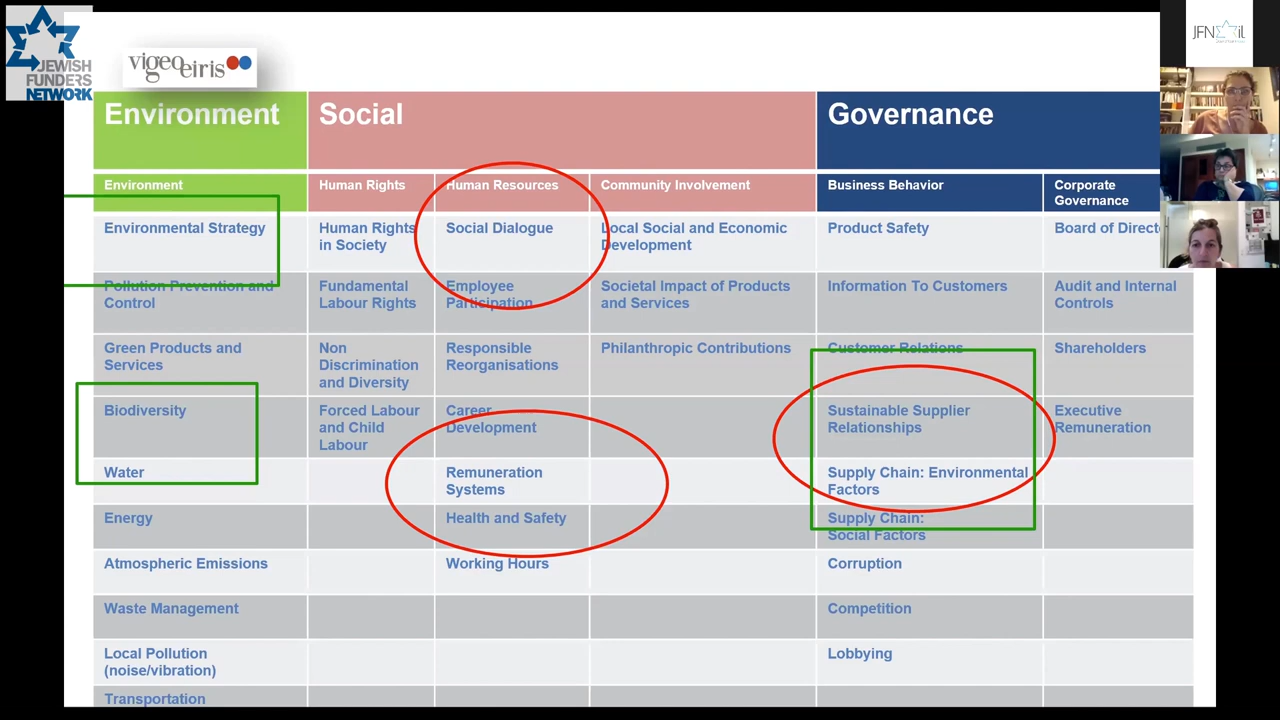 JEWISH
FUNDERS
NETWORK
vigeo eiris
JFN IL
Environment Social Governance
Environment Human Rights Human Resources Community Involvement Business Behavior Corporate
Governance
Environmental Strategy Human Rights
in Society Social Dialogue Local Social and Economic
Development Product Safety Board of Direct
Pollution Prevention and
Control Fundamental
Labour Rights Employee
Participation Societal Impact of Products
and Services Information To Customers Audit and Internal
Controls
Green Products and
Services Non
Discrimination
and Diversity Responsible
Reorganisations Philanthropic Contributions Customer Relations Shareholders
Biodiversity Forced Labour
and Child
Labour Career
Development Sustainable Supplier
Relationships Executive
Remuneration
Water Remuneration
Systems Supply Chain: Environmental
Factors
Energy Health and Safety Supply Chain:
Social Factors
Atmospheric Emissions Working Hours Corruption
Waste Management Competition
Local Pollution
(noise/vibration) Lobbying
Transportation